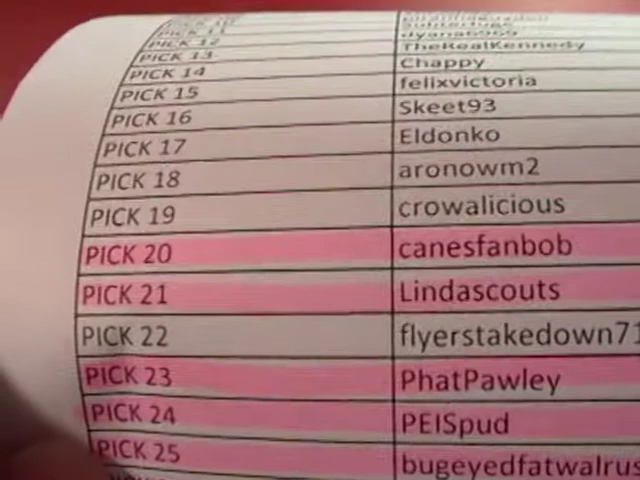 PICK 11
PICK 12 dyana6969
PICK 13 TheRealKennedy
PICK 14 Chappy
PICK 15 felixvictoria
PICK 16 Skeet93
PICK 17 Eldonko
PICK 18 aronowm2
PICK 19 crowalicious
PICK 20 canesfanbob
PICK 21 Lindascouts
PICK 22 flyerstakedown71
PICK 23 PhatPawley
PICK 24 PEISpud
PICK 25 bugeyedfatwalrus